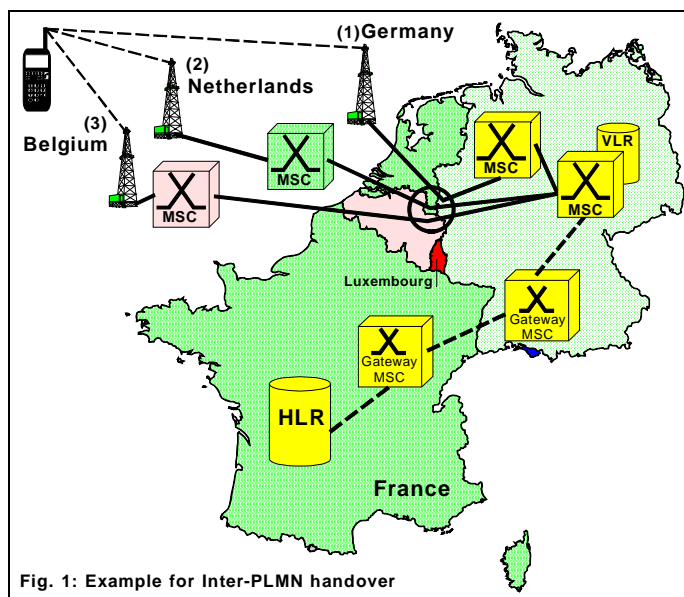 (1) Germany
(2)
Netherlands
(3)
Belgium
MSC
MSC
MSC
VLR
MSC
Luxembourg
Gateway
MSC
Gateway
MSC
HLR
France
Fig. 1: Example for Inter-PLMN handover